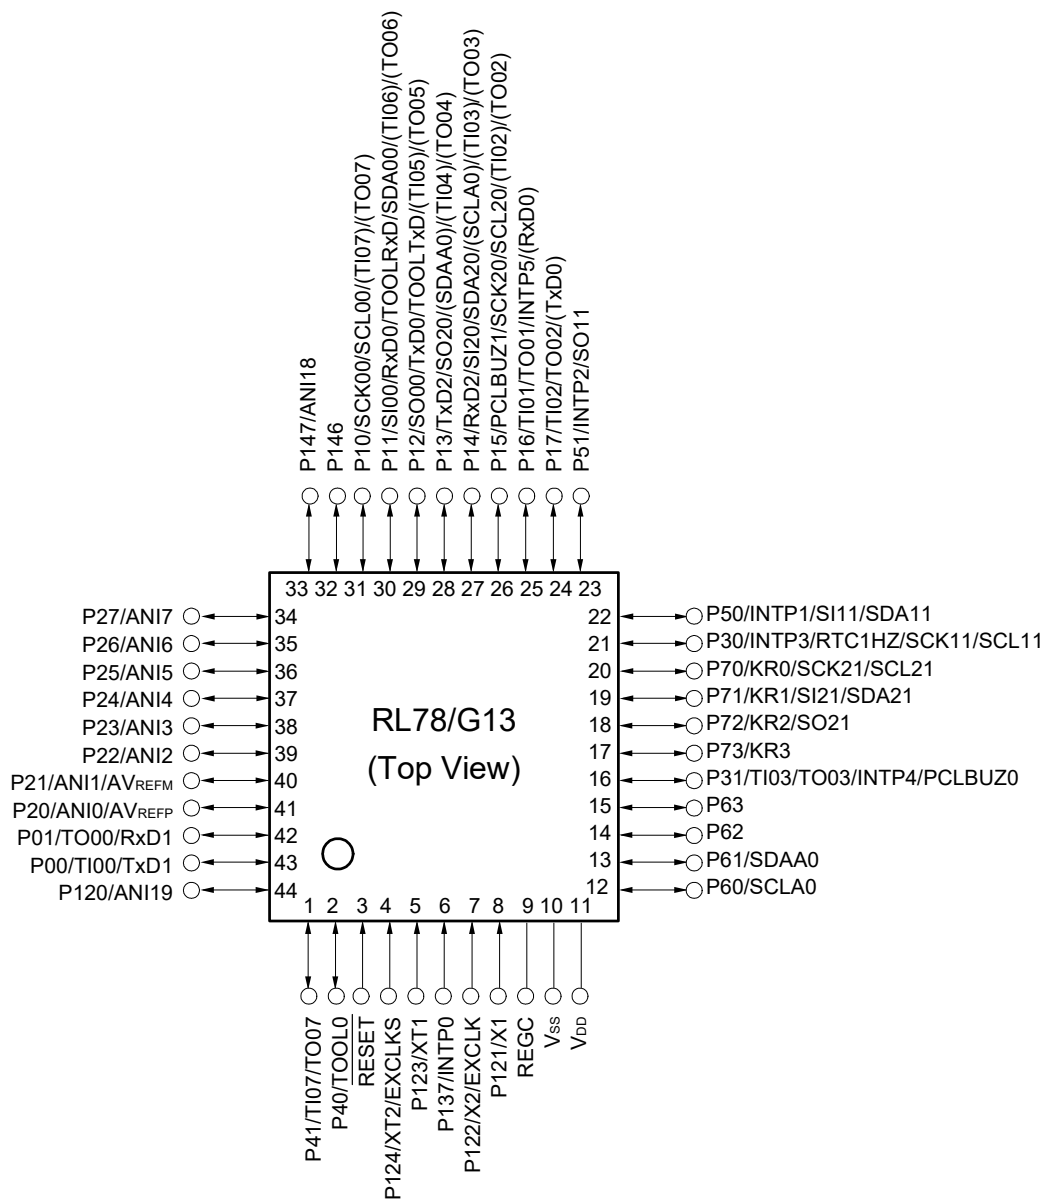 P147/ANI18
P146
P10/SCK00/SCL00/(TI07)/(TO07)
P11/SI00/RxD0/TOOLRxD/SDA00/(TI06)/(TO06)
P12/SO00/TxD0/TOOLTxD/(TI05)/(TO05)
P13/TxD2/SO20/(SDAA0)/(TI04)/(TO04)
P14/RxD2/SI20/SDA20/(SCLA0)/(TI03)/(TO03)
P15/PCLBUZ1/SCK20/SCL20/(TI02)/(TO02)
P16/TI01/TO01/INTP5/(RxD0)
P17/TI02/TO02/(TxD0)
P51/INTP2/SO11
33 32 31 30 29 28 27 26 25 24 23
P27/ANI7 34
P26/ANI6 35
P25/ANI5 36
P24/ANI4 37
P23/ANI3 38
P22/ANI2 39
P21/ANI1/AVREFM 40
P20/ANI0/AVREFP 41
P01/TO00/RxD1 42
P00/TI00/TxD1 43
P120/ANI19 44
RL78/G13
(Top View)
22 P50/INTP1/SI11/SDA11
21 P30/INTP3/RTC1HZ/SCK11/SCL11
20 P70/KR0/SCK21/SCL21
19 P71/KR1/SI21/SDA21
18 P72/KR2/SO21
17 P73/KR3
16 P31/TI03/TO03/INTP4/PCLBUZ0
15 P63
14 P62
13 P61/SDAA0
12 P60/SCLA0
1 2 3 4 5 6 7 8 9 10 11
P41/TI07/TO07
P40/TOOL0
RESET
P124/XT2/EXCLKS
P123/XT1
P137/INTP0
P122/X2/EXCLK
P121/X1
REGC
VSS
VDD